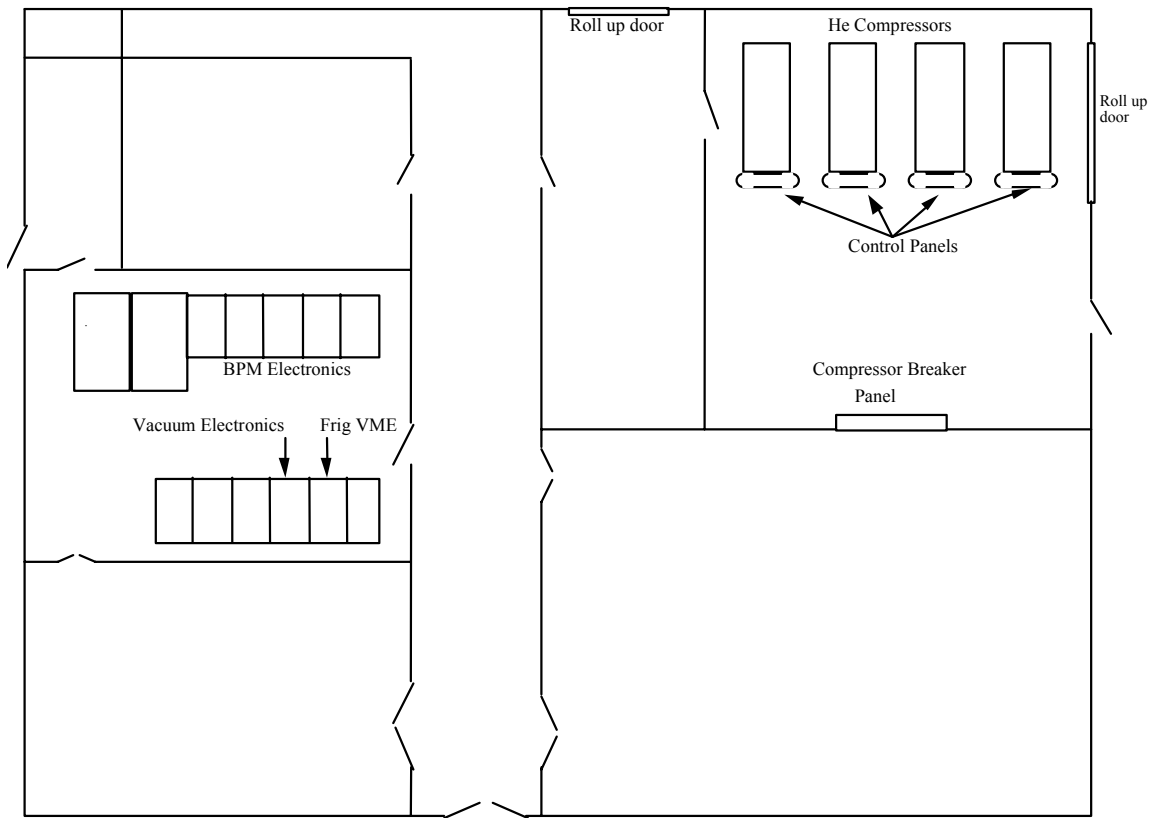 Roll up door
He Compressors
Roll up
door
Control Panels
BPM Electronics
Compressor Breaker
Panel
Vacuum Electronics
Frig VME